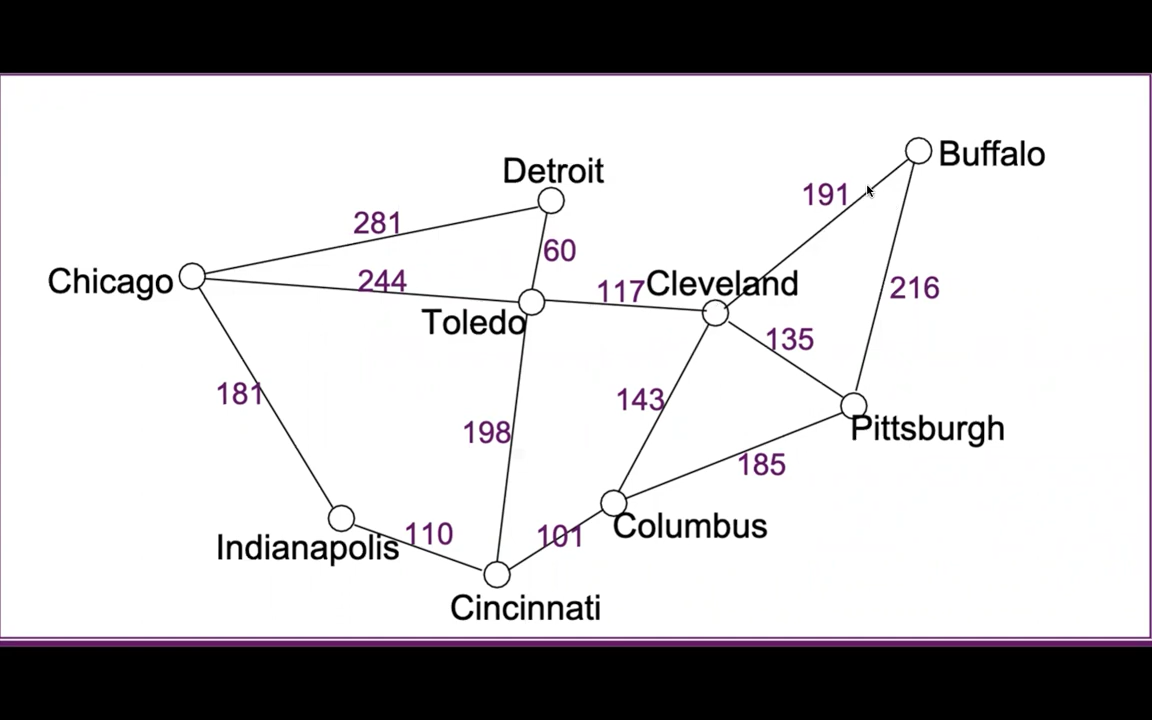 Buffalo
Detroit
191
281
60
Chicago
244
117
Cleveland
216
Toledo
135
181
143
198
Pittsburgh
185
Columbus
110
101
Indianapolis
Cincinnati